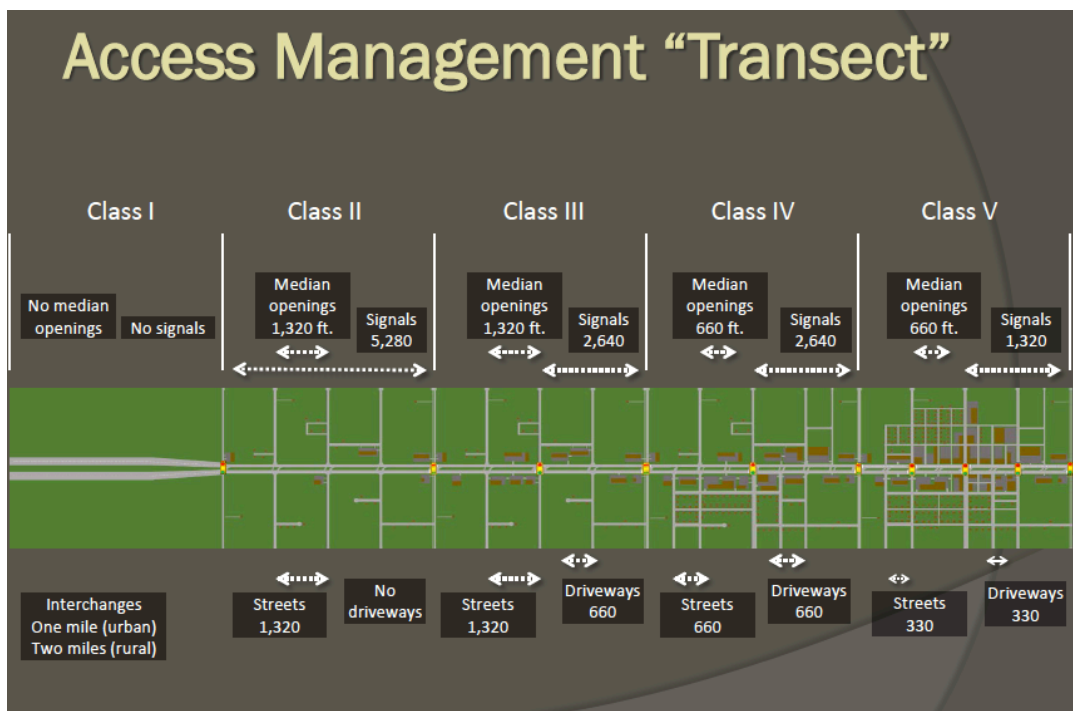 Access Management “Transect”
Class I
Class II
Class III
Class IV
Class V
No median
openings
No signals
Median
openings
1,320 ft.
Signals
5,280
Median
openings
1,320 ft.
Signals
2,640
Median
openings
660 ft.
Signals
2,640
Median
openings
660 ft.
Signals
1,320
Interchanges
One mile (urban)
Two miles (rural)
Streets
1,320
No
driveways
Streets
1,320
Driveways
660
Streets
660
Driveways
660
Streets
330
Driveways
330